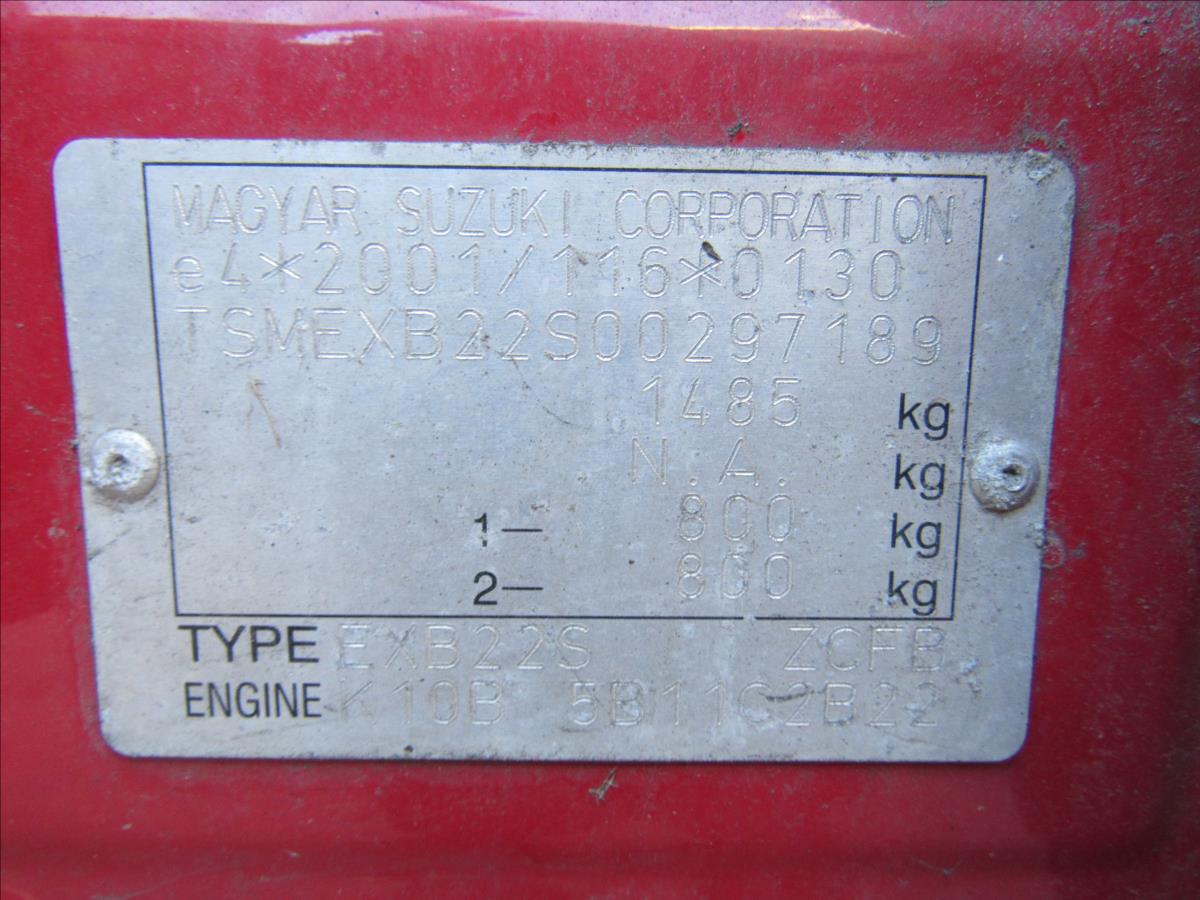 MAGYAR SUZUKI CORPORATION
e4*2001/116*0130
TSMEXB22S00297189
1485 kg
N.A. kg
1— 800 kg
2— 800 kg
TYPE EXB22S ZCFB
ENGINE K10B 5B11C2B22